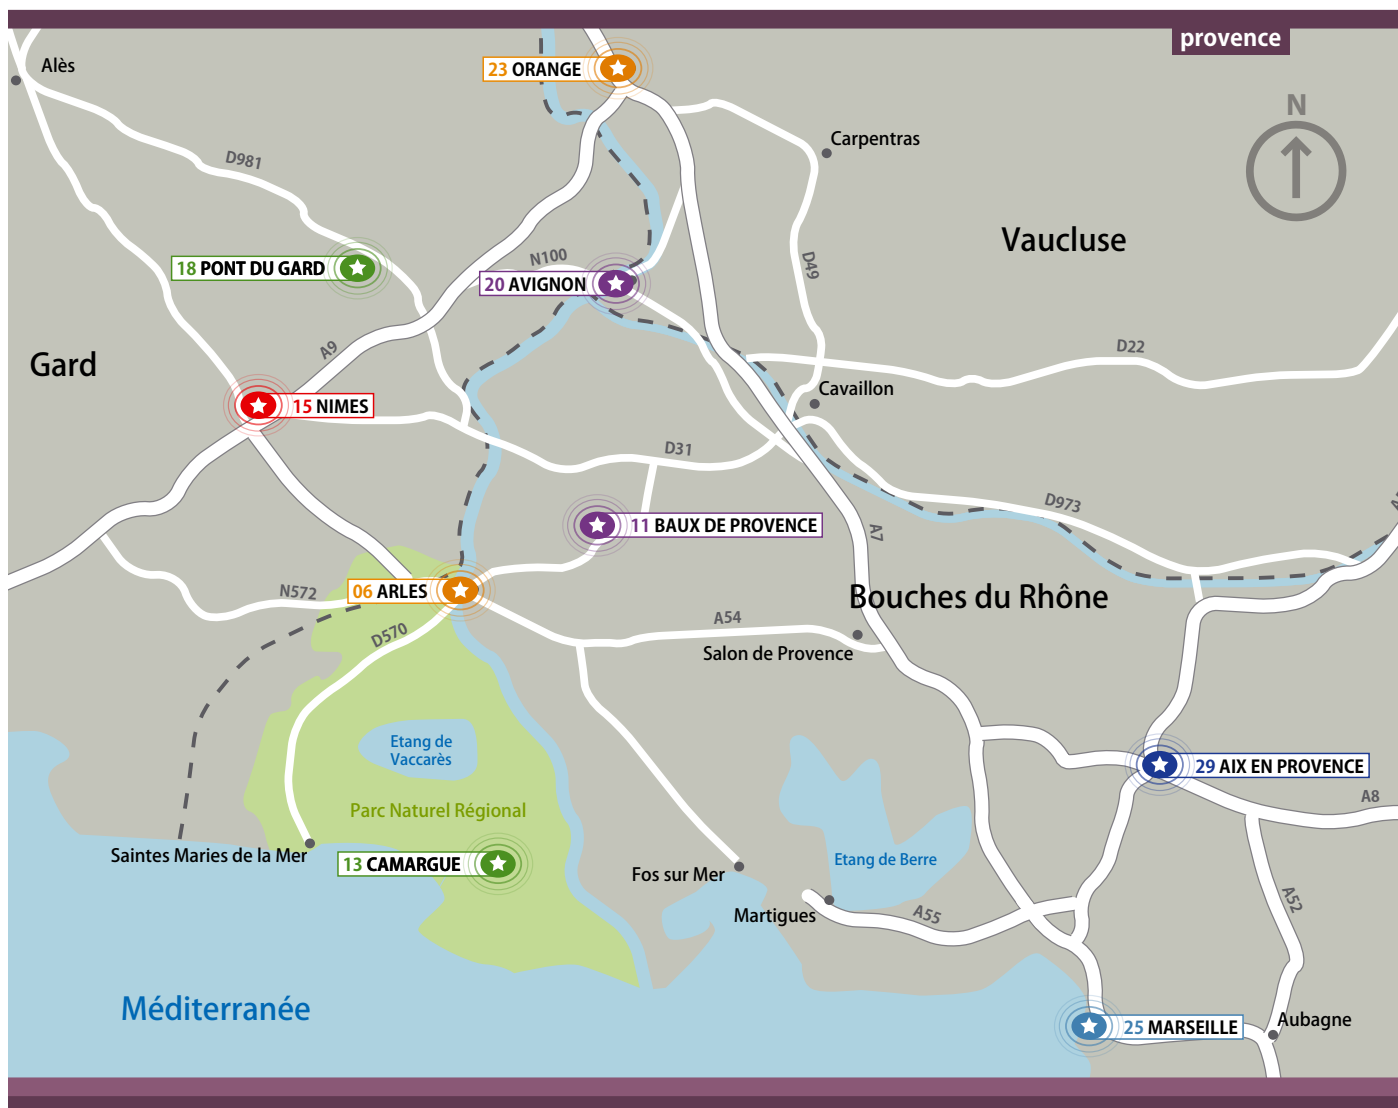 provence
Alès
23 ORANGE
N
Carpentras
D981
Vaucluse
N100
D49
18 PONT DU GARD
20 AVIGNON
A9
D22
Gard
Cavaillon
15 NIMES
D31
D973
11 BAUX DE PROVENCE
A7
N572
06 ARLES
Bouches du Rhône
D570
A54
Salon de Provence
Etang de
Vaccarès
29 AIX EN PROVENCE
A8
Parc Naturel Régional
Saintes Maries de la Mer
13 CAMARGUE
Etang de Berre
Fos sur Mer
A52
Martigues
A55
Méditerranée
25 MARSEILLE
Aubagne